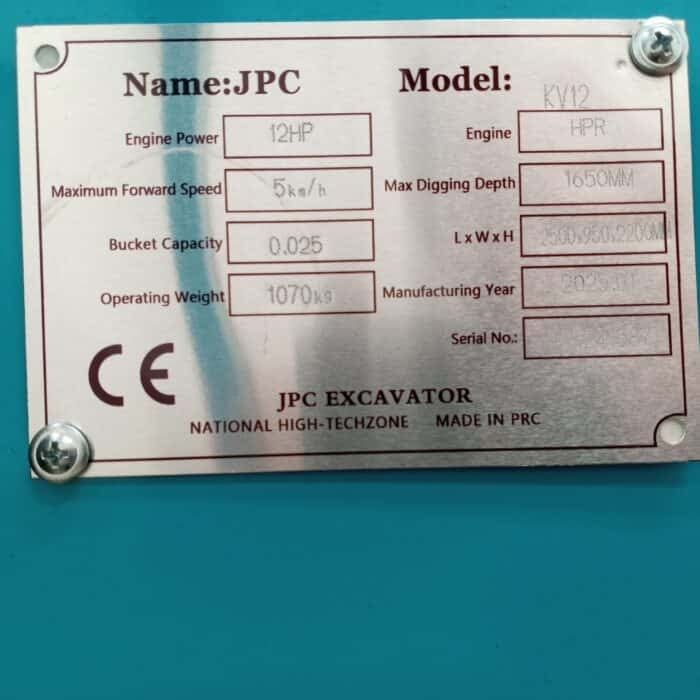 Name:JPC Model: KV12
Engine Power 12HP Engine HPR
Maximum Forward Speed 5km/h Max Digging Depth 1650MM
Bucket Capacity 0.025 LxWxH 2500x950x2200MM
Operating Weight 1070kg Manufacturing Year
Serial No.:
CE
JPC EXCAVATOR
NATIONAL HIGH-TECHZONE MADE IN PRC